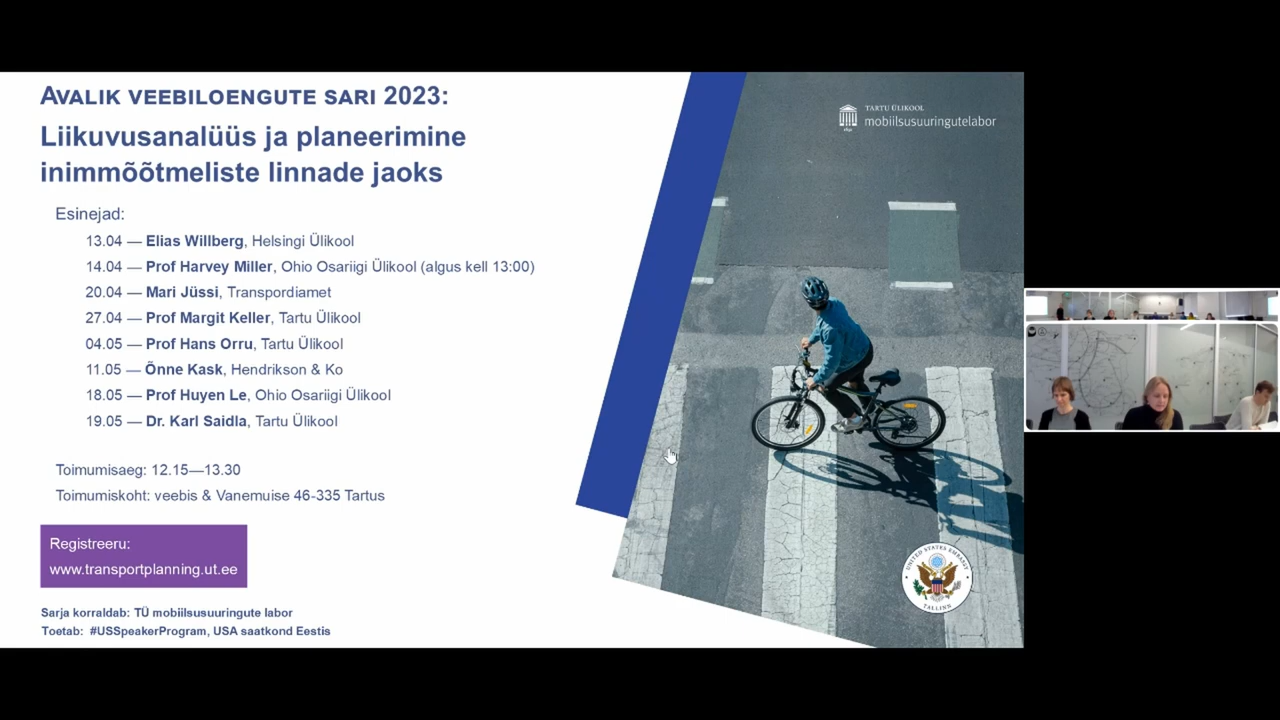 AVALIK VEEBILOENGUTE SARI 2023:
Liikuvusanalüüs ja planeerimine
inimmõõtmeliste linnade jaoks
Esinejad:
13.04 — Elias Willberg, Helsingi Ülikool
14.04 — Prof Harvey Miller, Ohio Osariigi Ülikool (algus kell 13:00)
20.04 — Mari Jüssi, Transpordiamet
27.04 — Prof Margit Keller, Tartu Ülikool
04.05 — Prof Hans Orru, Tartu Ülikool
11.05 — Õnne Kask, Hendrikson & Ko
18.05 — Prof Huyen Le, Ohio Osariigi Ülikool
19.05 — Dr. Karl Saidla, Tartu Ülikool
Toimumisaeg: 12.15—13.30
Toimumiskoht: veebis & Vanemuise 46-335 Tartus
Registreeru:
www.transportplanning.ut.ee
Sarja korraldab: TÜ mobiilsusuuringute labor
Toetab: #USSpeakerProgram, USA saatkond Eestis
TARTU ÜLIKOOL
mobiilsusuuringutelabor
1632
UNITED STATES EMBASSY
TALLINN